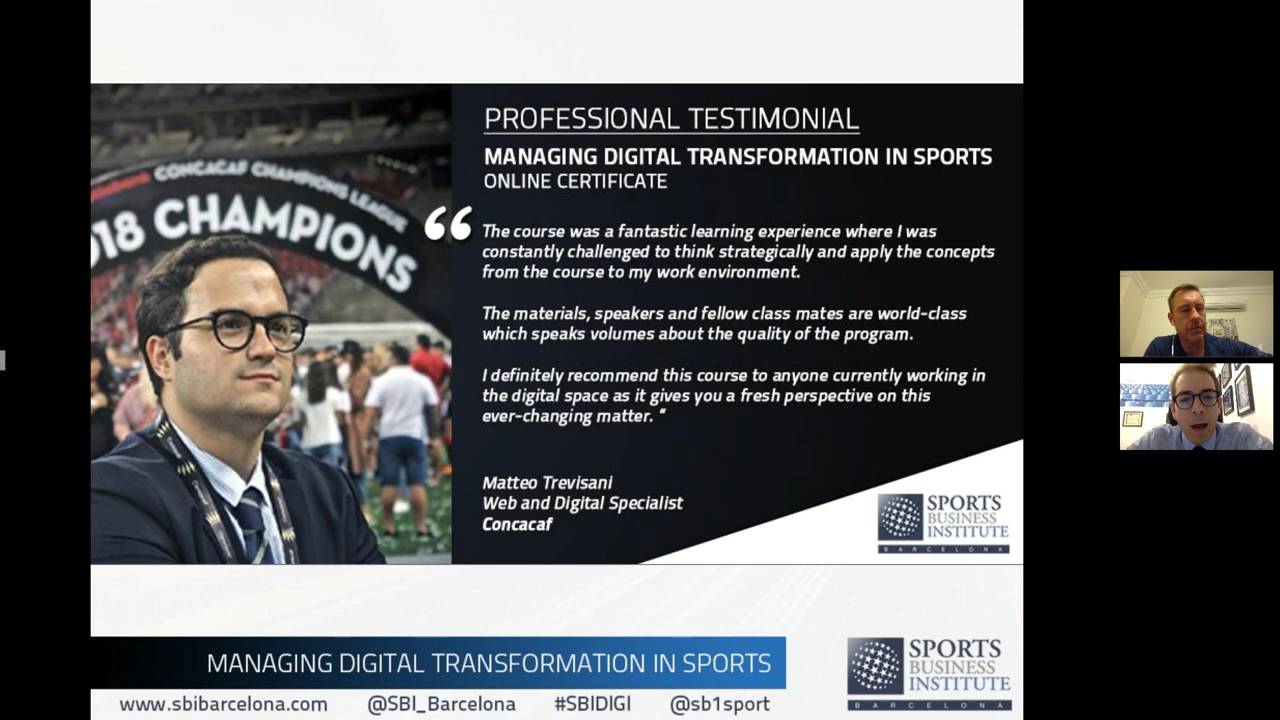 PROFESSIONAL TESTIMONIAL
MANAGING DIGITAL TRANSFORMATION IN SPORTS
ONLINE CERTIFICATE
“ The course was a fantastic learning experience where I was
constantly challenged to think strategically and apply the concepts
from the course to my work environment.
The materials, speakers and fellow class mates are world-class
which speaks volumes about the quality of the program.
I definitely recommend this course to anyone currently working in
the digital space as it gives you a fresh perspective on this
ever-changing matter. "
Matteo Trevisani
Web and Digital Specialist
Concacaf
CONCACAF CHAMPIONS LEAGUE
18 CHAMPIONS
SPORTS
BUSINESS
INSTITUTE
BARCELONA
MANAGING DIGITAL TRANSFORMATION IN SPORTS
www.sbibarcelona.com @SBI_Barcelona #SBIDIGI @sb1sport
SPORTS
BUSINESS
INSTITUTE
BARCELONA